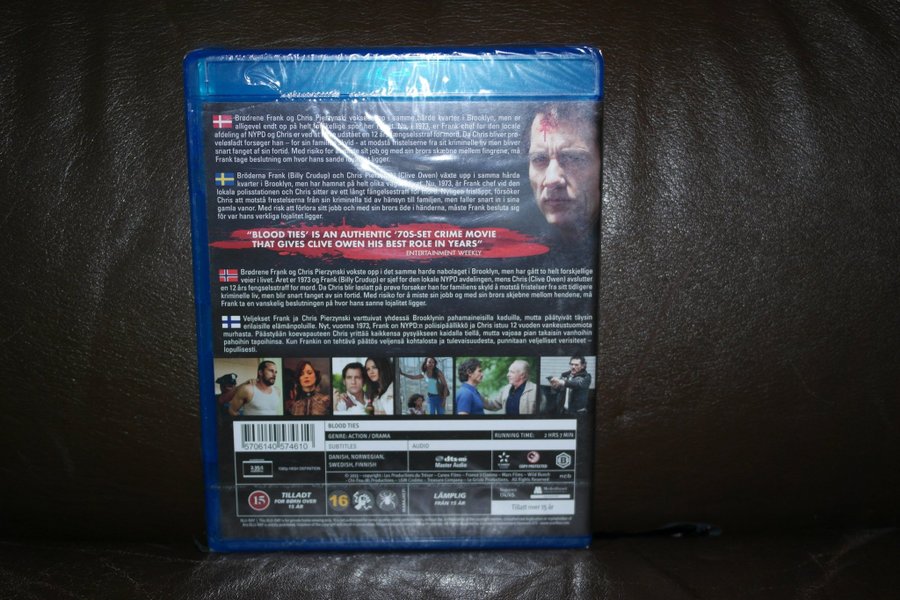 Brødrene Frank og Chris Pierzynski voksede op i samme hårde kvarter i Brooklyn, men er
alligevel endt op på helt forskellige spor her i livet. Nu, i 1973, er Frank chef for den lokale
afdeling af NYPD og Chris er ved at have udstået en 12 års fængselsstraff for mord. Da Chris bliver prø-
veløsladt forsøger han – for sin families skyld - at modstå fristelserne fra sit kriminelle liv men bliver
snart fanget af sin fortid. Med risiko for at miste sit job og med sin brors skæbne mellem fingrene, må
Frank tage beslutning om hvor hans sande loyalitet ligger.
Bröderna Frank (Billy Crudup) och Chris Pierzynski (Clive Owen) växte upp i samma hårda
kvarter i Brooklyn, men har hamnat på helt olika vägar i livet. Nu, 1973, är Frank chef vid den
lokala polisstationen och Chris sitter av ett långt fängelsestraff för mord. Nyligen frisläppt, försöker
Chris att motstå frestelserna från sin kriminella tid av hänsyn till familjen, men faller snart in i sina
gamla vanor. Med risk att förlora sitt jobb och med sin brors öde i händerna, måste Frank besluta sig
för var hans verkliga lojalitet ligger.
"BLOOD TIES" IS AN AUTHENTIC '70S-SET CRIME MOVIE
THAT GIVES CLIVE OWEN HIS BEST ROLE IN YEARS"
ENTERTAINMENT WEEKLY
Brødrene Frank og Chris Pierzynski vokste opp i det samme harde nabolaget i Brooklyn, men har gått to helt forskjellige
veier i livet. Året er 1973 og Frank (Billy Crudup) er sjef for den lokale NYPD avdelingen, mens Chris (Clive Owen) avslutter
en 12 års fengselsstraff for mord. Da Chris blir løslatt på prøve forsøker han for familiens skyld å motstå fristelser fra sitt tidligere
kriminelle liv, men blir snart fanget av sin fortid. Med risiko for å miste sin jobb og med sin brors skjebne mellom hendene, må
Frank ta en vanskelig beslutning på hvor hans sanne lojalitet ligger.
Veljekset Frank ja Chris Pierzynski varttuivat yhdessä Brooklynin pahamaineisilla kaduilla, mutta päätyivät täysin
erilaisille elämänpoluille. Nyt, vuonna 1973, Frank on NYPD:n poliisipäällikkö ja Chris istuu 12 vuoden vankeustuomiota
murhasta. Päästyään koevapauteen Chris yrittää kaikkensa pysyäkseen kaidalla tiellä, mutta vajoaa pian takaisin vanhoihin
pahoihin tapoihinsa. Kun Frankin on tehtävä päätös veljensä kohtalosta ja tulevaisuudesta, punnitaan veljelliset verisiteet –
lopullisesti.
5706140 574610
BLOOD TIES
GENRE: ACTION / DRAMA
RUNNING TIME: 2 HRS 7 MIN
SUBTITLES AUDIO
DANISH, NORWEGIAN,
SWEDISH, FINNISH
dts-HD
Master Audio
COPY PROTECTED
B
2.35:1
1080p HIGH DEFINITION
ncb
15 TILLADT
FOR BØRN OVER
15 ÅR
16
LÄMPLIG
FRÅN 15 ÅR
Tillatt over 15 år